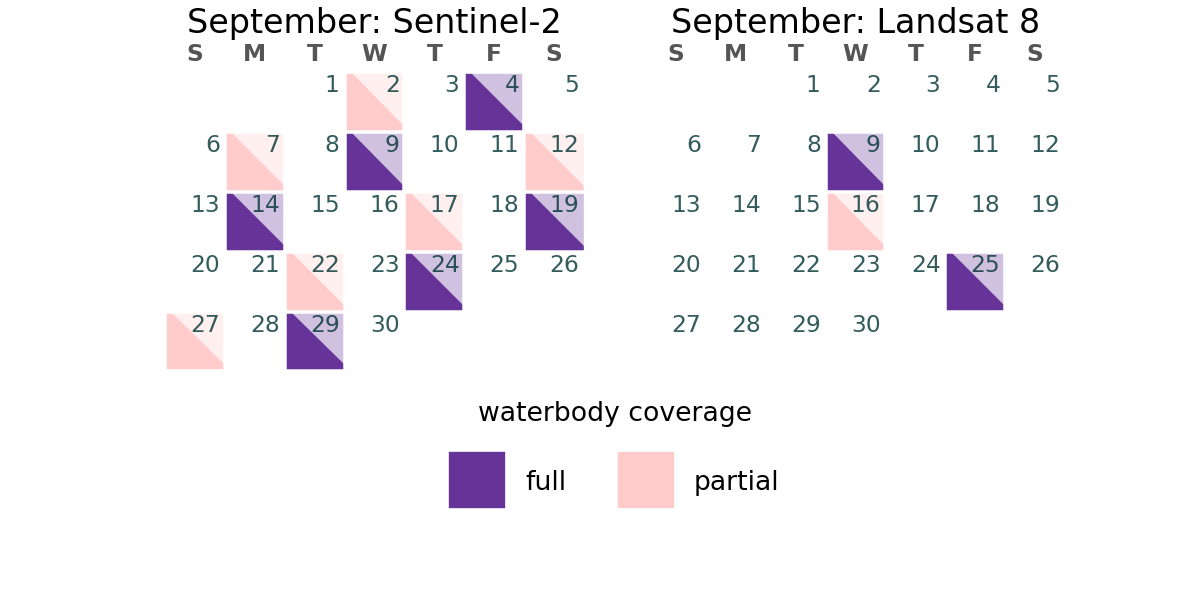 September: Sentinel-2
S M T W T F S
1 2 3 4 5
6 7 8 9 10 11 12
13 14 15 16 17 18 19
20 21 22 23 24 25 26
27 28 29 30
September: Landsat 8
S M T W T F S
1 2 3 4 5
6 7 8 9 10 11 12
13 14 15 16 17 18 19
20 21 22 23 24 25 26
27 28 29 30
waterbody coverage
full
partial